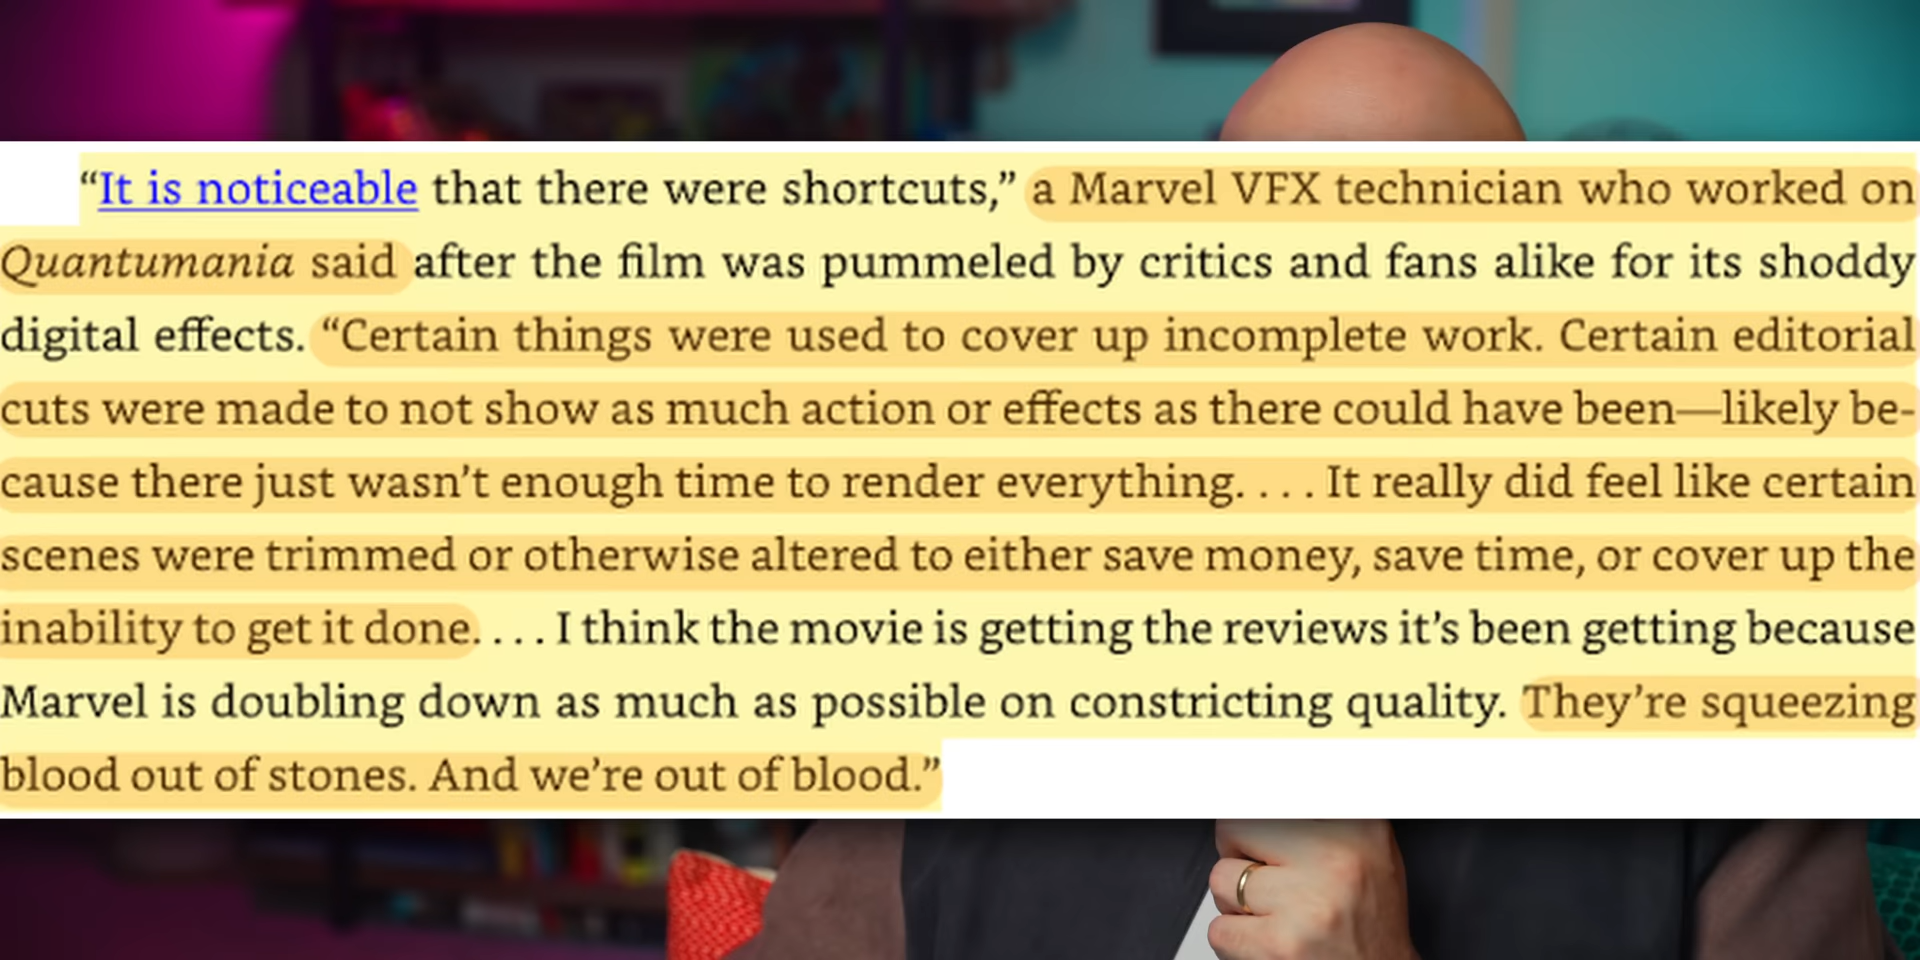 “It is noticeable that there were shortcuts,” a Marvel VFX technician who worked on
Quantumania said after the film was pummeled by critics and fans alike for its shoddy
digital effects. “Certain things were used to cover up incomplete work. Certain editorial
cuts were made to not show as much action or effects as there could have been—likely be-
cause there just wasn’t enough time to render everything. . . . It really did feel like certain
scenes were trimmed or otherwise altered to either save money, save time, or cover up the
inability to get it done. . . . I think the movie is getting the reviews it’s been getting because
Marvel is doubling down as much as possible on constricting quality. They’re squeezing
blood out of stones. And we’re out of blood.”